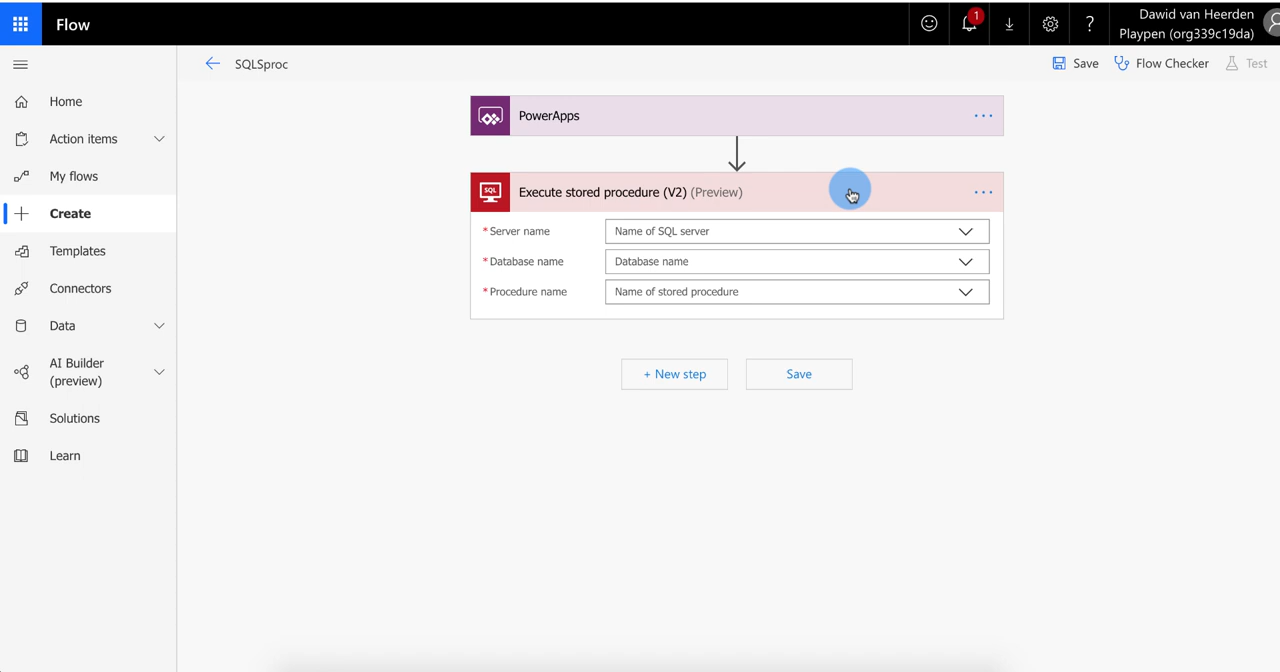 Flow
1
?
Dawid van Heerden
Playpen (org339c19da)
SQLSproc
Save
Flow Checker
Test
Home
Action items
My flows
Create
Templates
Connectors
Data
AI Builder
(preview)
Solutions
Learn
PowerApps
SQL
Execute stored procedure (V2) (Preview)
* Server name
Name of SQL server
* Database name
Database name
* Procedure name
Name of stored procedure
+ New step
Save